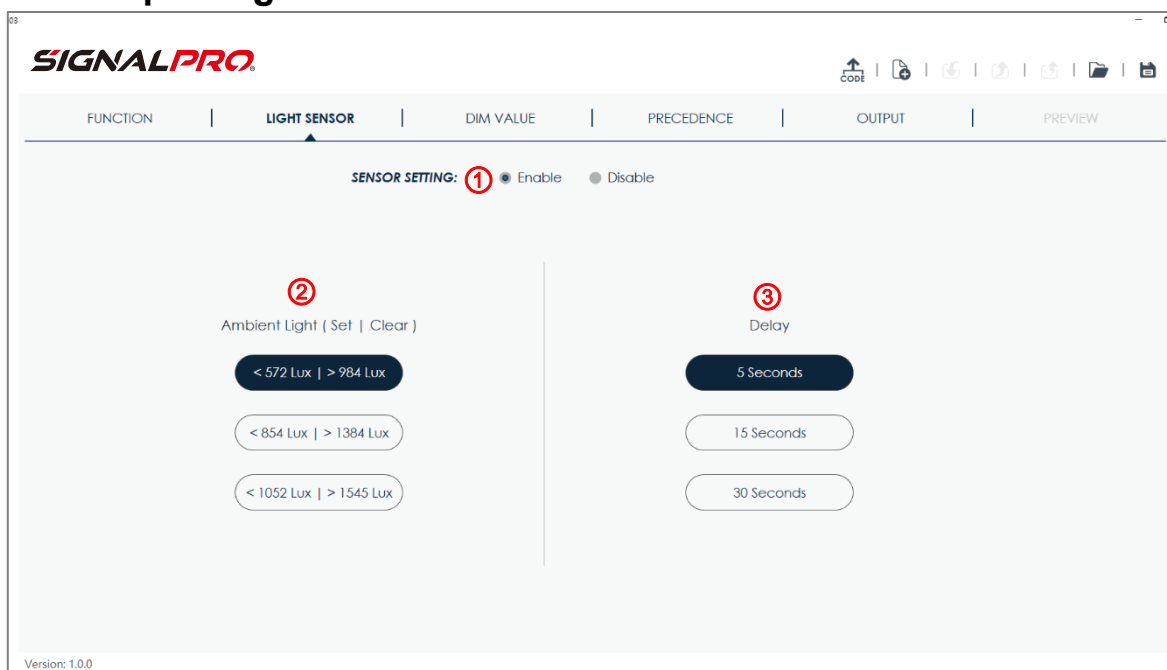 03
SIGNALPRO®
CODE
FUNCTION | LIGHT SENSOR | DIM VALUE | PRECEDENCE | OUTPUT | PREVIEW
SENSOR SETTING: ① Enable Disable
②
Ambient Light ( Set | Clear )
< 572 Lux | > 984 Lux
< 854 Lux | > 1384 Lux
< 1052 Lux | > 1545 Lux
③
Delay
5 Seconds
15 Seconds
30 Seconds
Version: 1.0.0